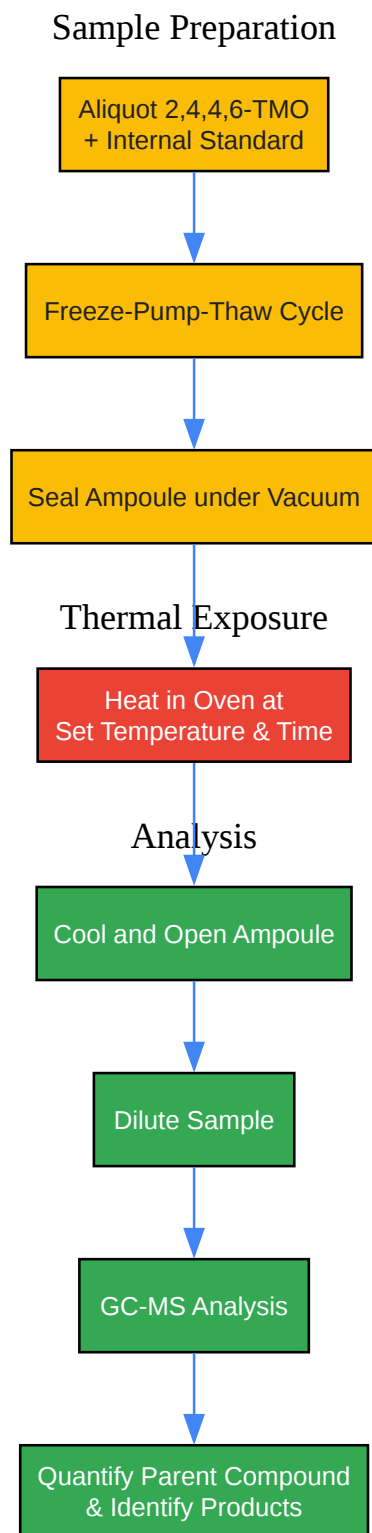 Sample Preparation
Aliquot 2,4,4,6-TMO
+ Internal Standard
Freeze-Pump-Thaw Cycle
Seal Ampoule under Vacuum
Thermal Exposure
Heat in Oven at
Set Temperature & Time
Analysis
Cool and Open Ampoule
Dilute Sample
GC-MS Analysis
Quantify Parent Compound
& Identify Products